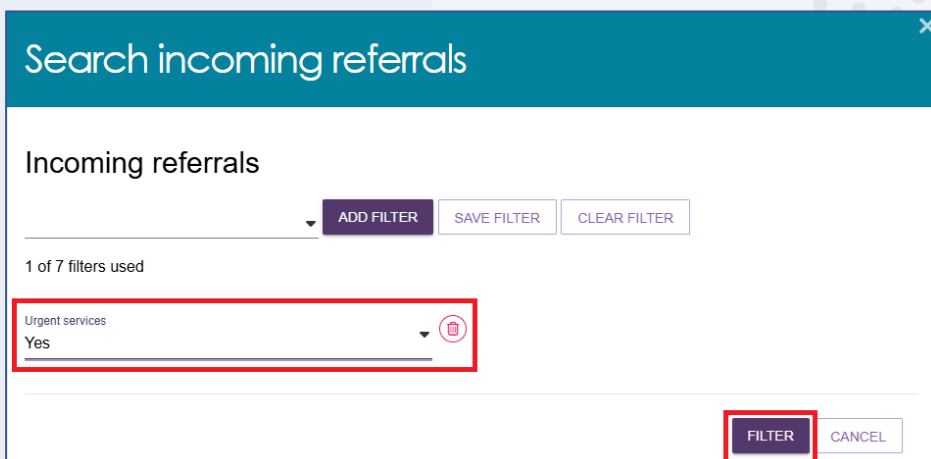 Search incoming referrals
Incoming referrals
ADD FILTER SAVE FILTER CLEAR FILTER
1 of 7 filters used
Urgent services
Yes
FILTER CANCEL